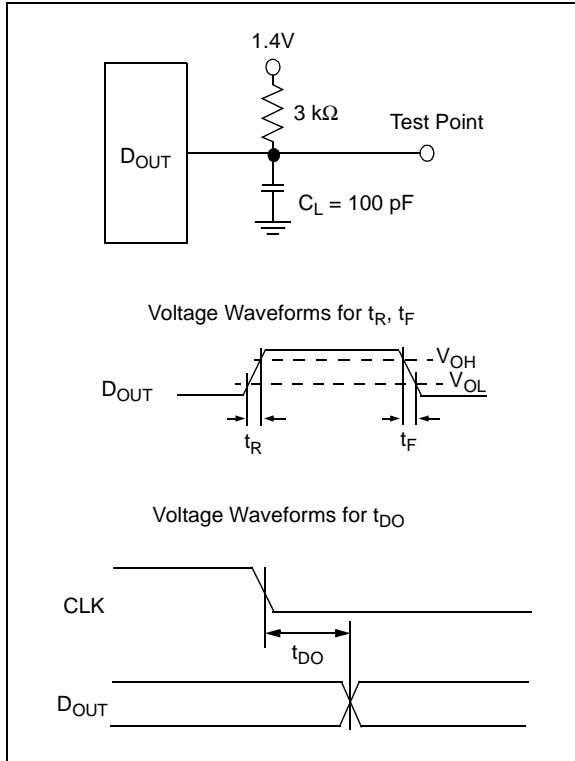 1.4V
3 kΩ
Test Point
DOUT
CL = 100 pF
Voltage Waveforms for tR, tF
VOH
DOUT
VOL
tR
tF
Voltage Waveforms for tDO
CLK
tDO
DOUT